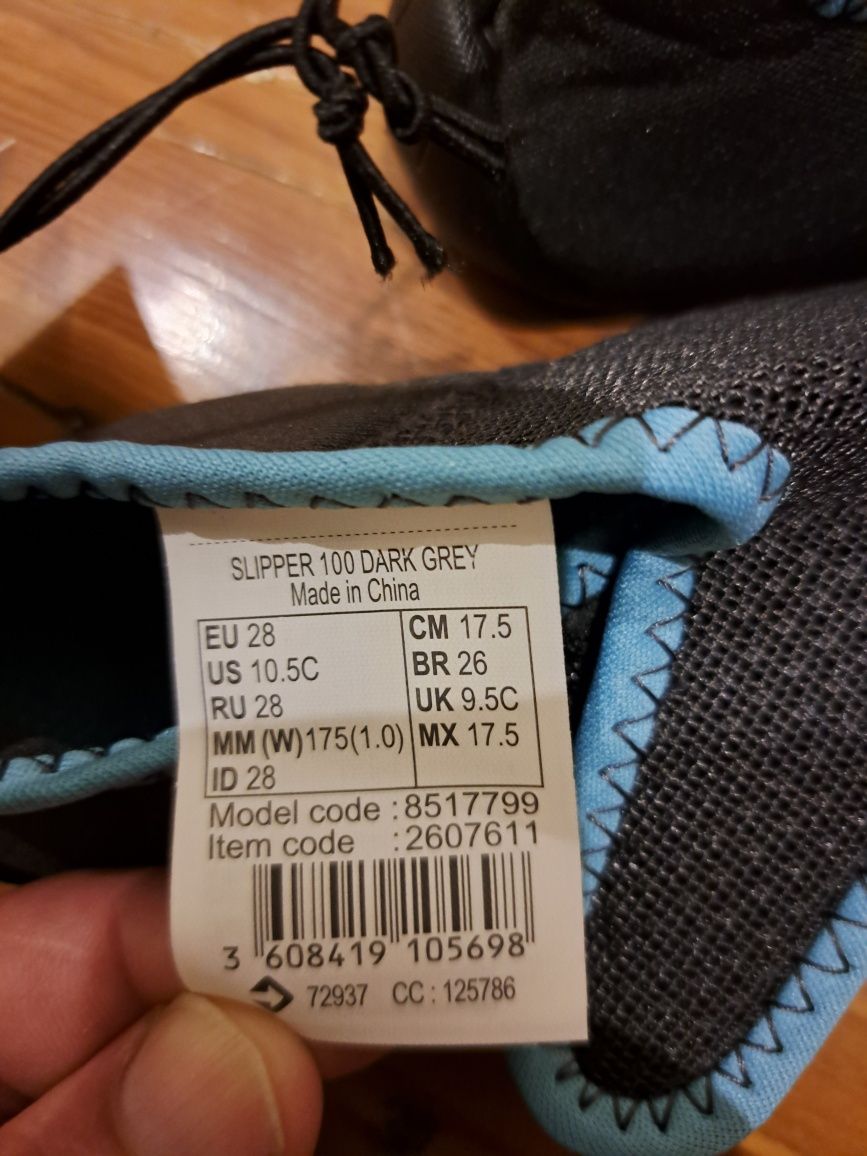 SLIPPER 100 DARK GREY
Made in China
EU 28
US 10.5C
RU 28
MM (W)175(1.0)
ID 28
CM 17.5
BR 26
UK 9.5C
MX 17.5
Model code :8517799
Item code :2607611
3 608419 105698
72937 CC : 125786